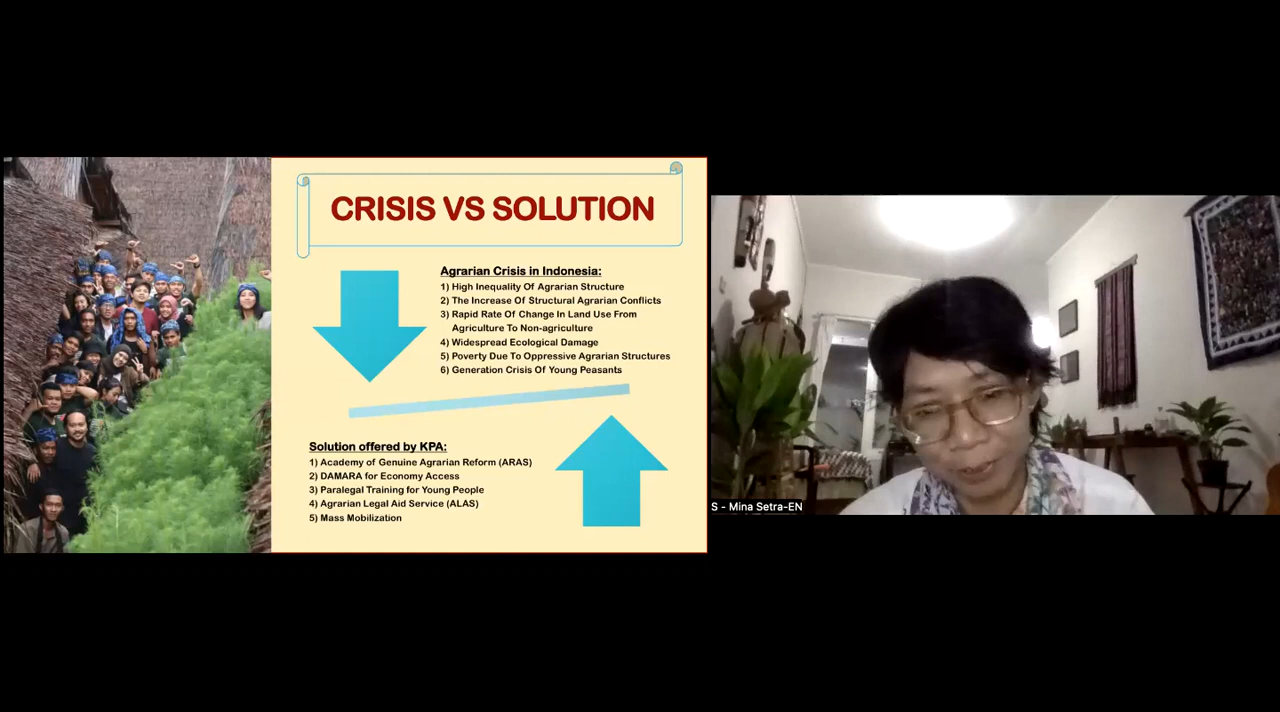 CRISIS VS SOLUTION
Agrarian Crisis in Indonesia:
1) High Inequality Of Agrarian Structure
2) The Increase Of Structural Agrarian Conflicts
3) Rapid Rate Of Change In Land Use From
Agriculture To Non-agriculture
4) Widespread Ecological Damage
5) Poverty Due To Oppressive Agrarian Structures
6) Generation Crisis Of Young Peasants
Solution offered by KPA:
1) Academy of Genuine Agrarian Reform (ARAS)
2) DAMARA for Economy Access
3) Paralegal Training for Young People
4) Agrarian Legal Aid Service (ALAS)
5) Mass Mobilization
S - Mina Setra-EN